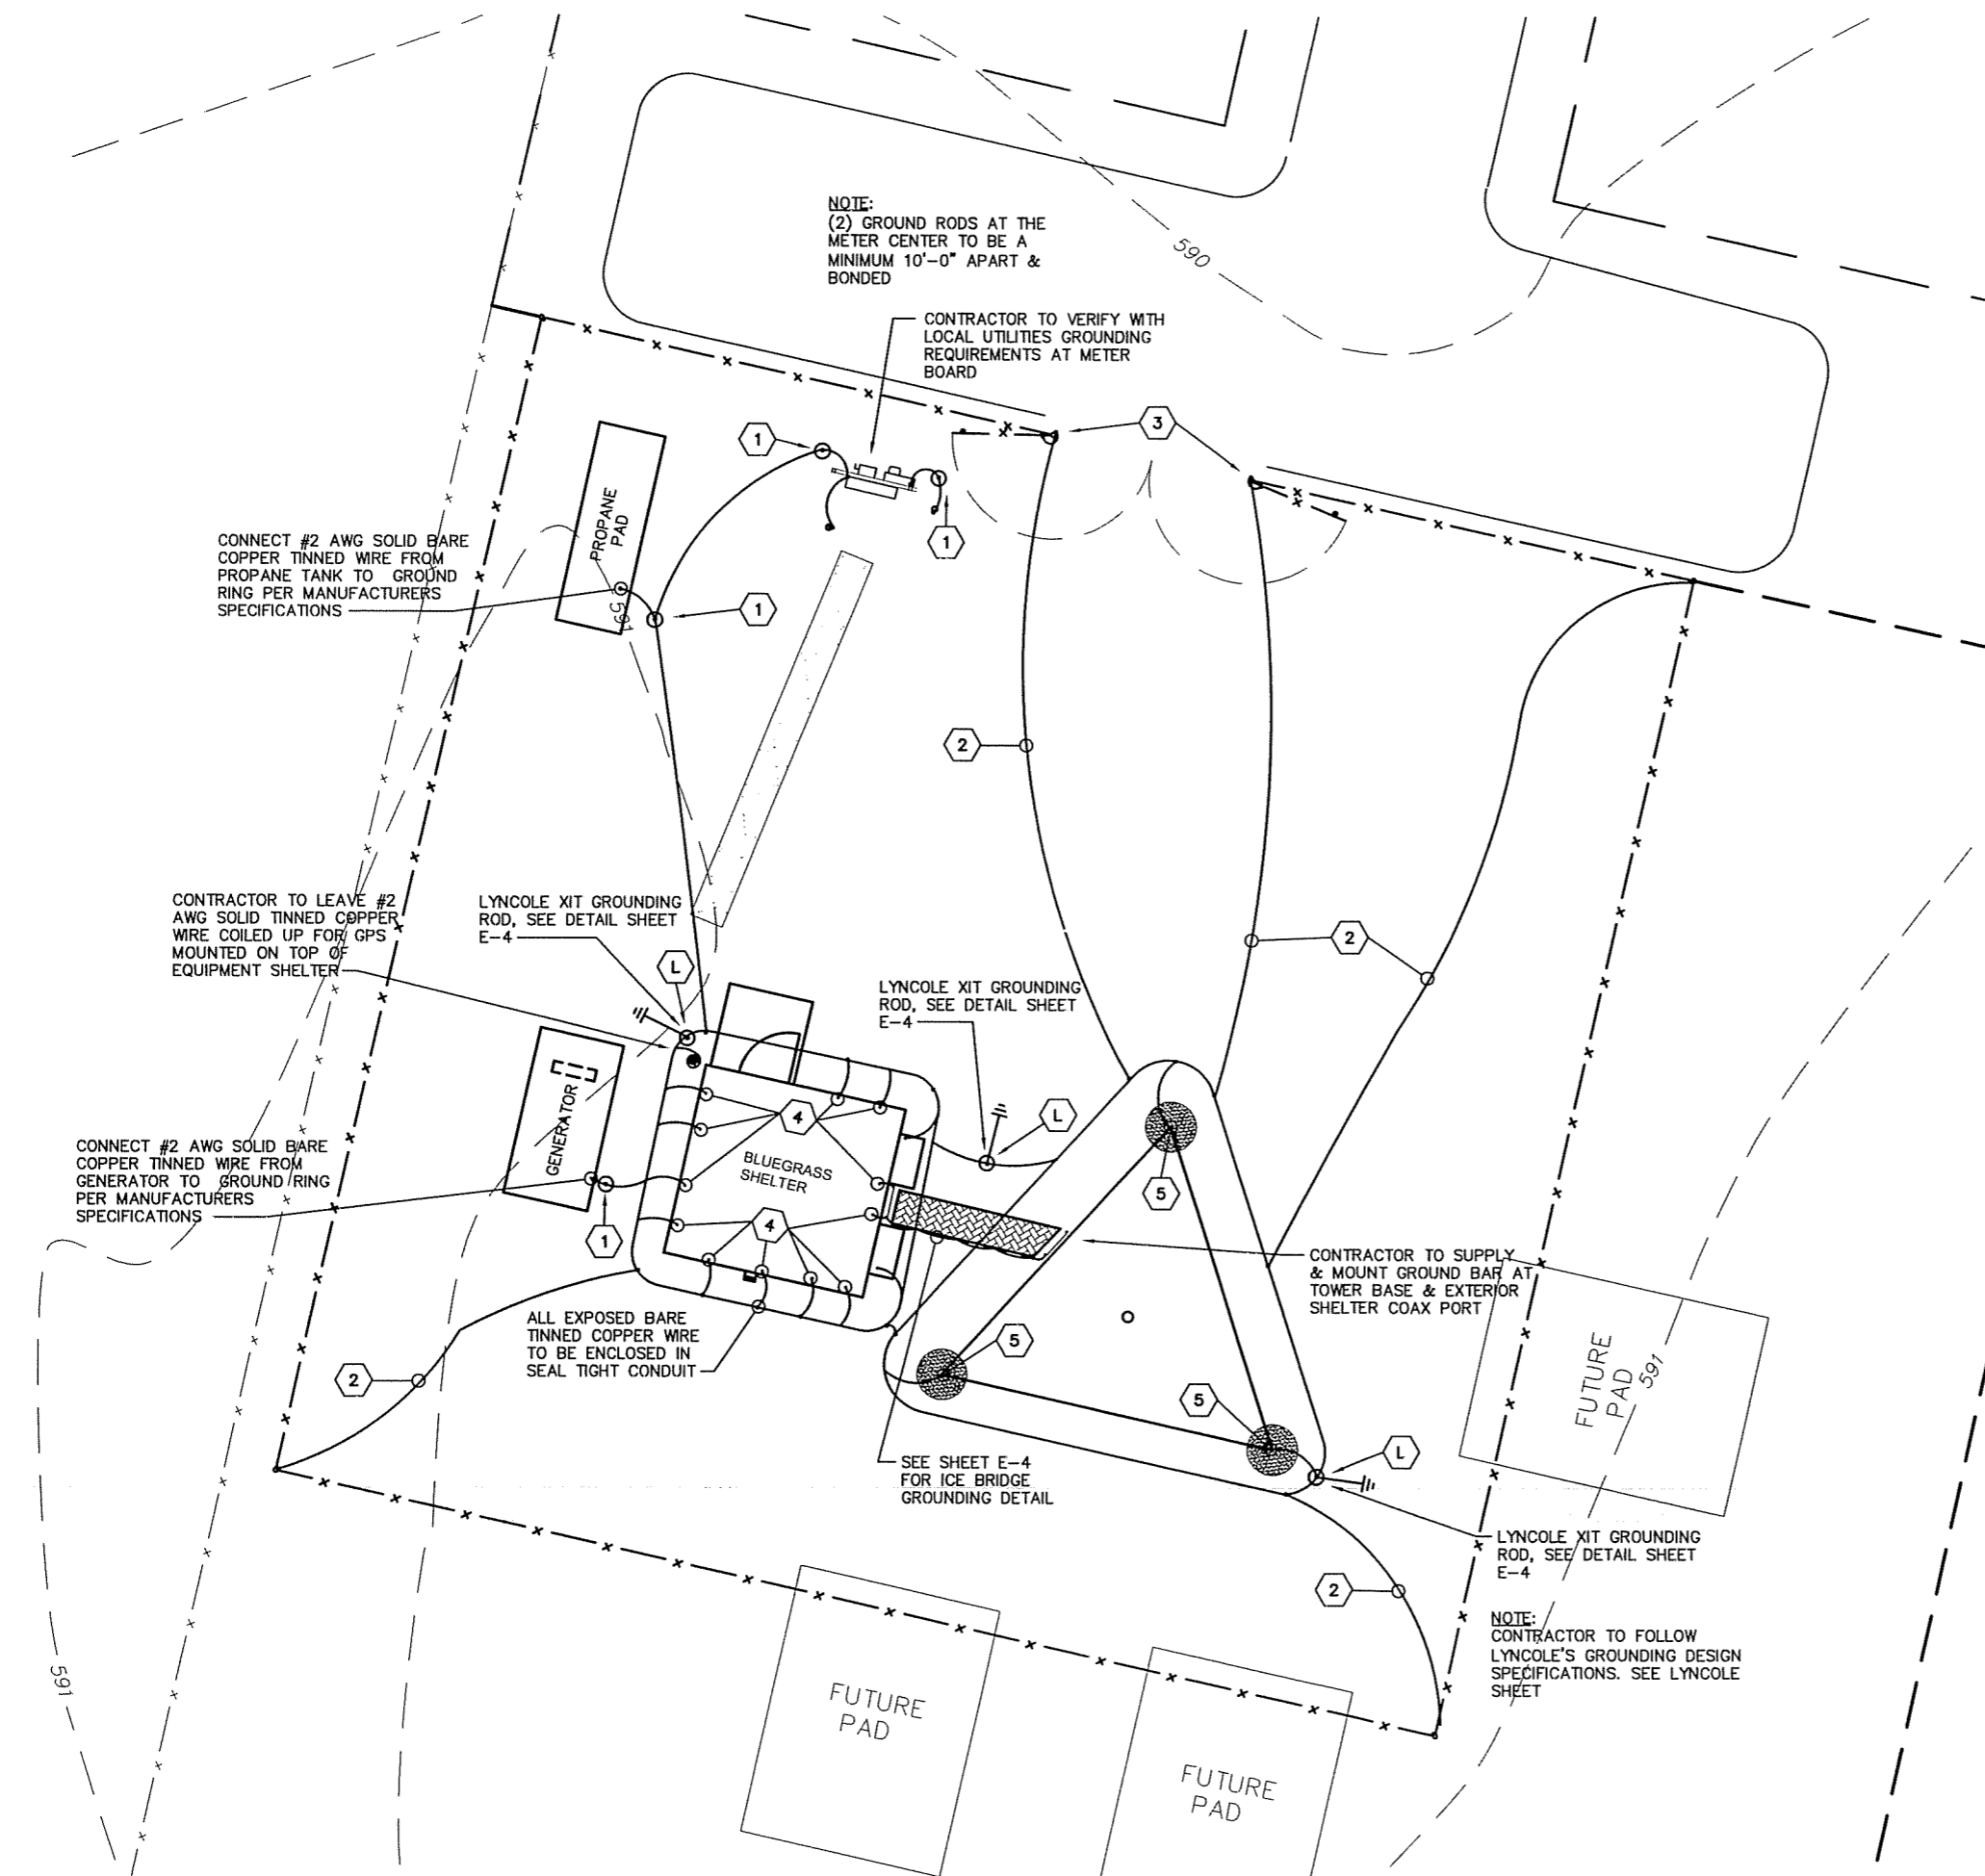 NOTE:
(2) GROUND RODS AT THE
METER CENTER TO BE A
MINIMUM 10'-0" APART &
BONDED
590
CONTRACTOR TO VERIFY WITH
LOCAL UTILITIES GROUNDING
REQUIREMENTS AT METER
BOARD
3
1
1
PROPANE
PAD
CONNECT #2 AWG SOLID BARE
COPPER TINNED WIRE FROM
PROPANE TANK TO GROUND
RING PER MANUFACTURERS
SPECIFICATIONS
591
1
2
2
CONTRACTOR TO LEAVE #2
AWG SOLID TINNED COPPER
WIRE COILED UP FOR GPS
MOUNTED ON TOP OF
EQUIPMENT SHELTER
LYNCOLE XIT GROUNDING
ROD, SEE DETAIL SHEET
E-4
L
LYNCOLE XIT GROUNDING
ROD, SEE DETAIL SHEET
E-4
L
GENERATOR
4
BLUEGRASS
SHELTER
4
5
CONNECT #2 AWG SOLID BARE
COPPER TINNED WIRE FROM
GENERATOR TO GROUND RING
PER MANUFACTURERS
SPECIFICATIONS
1
CONTRACTOR TO SUPPLY
& MOUNT GROUND BAR AT
TOWER BASE & EXTERIOR
SHELTER COAX PORT
ALL EXPOSED BARE
TINNED COPPER WIRE
TO BE ENCLOSED IN
SEAL TIGHT CONDUIT
2
5
5
FUTURE
PAD
591
L
SEE SHEET E-4
FOR ICE BRIDGE
GROUNDING DETAIL
LYNCOLE XIT GROUNDING
ROD, SEE DETAIL SHEET
E-4
2
NOTE:
CONTRACTOR TO FOLLOW
LYNCOLE'S GROUNDING DESIGN
SPECIFICATIONS. SEE LYNCOLE
SHEET
591
FUTURE
PAD
FUTURE
PAD